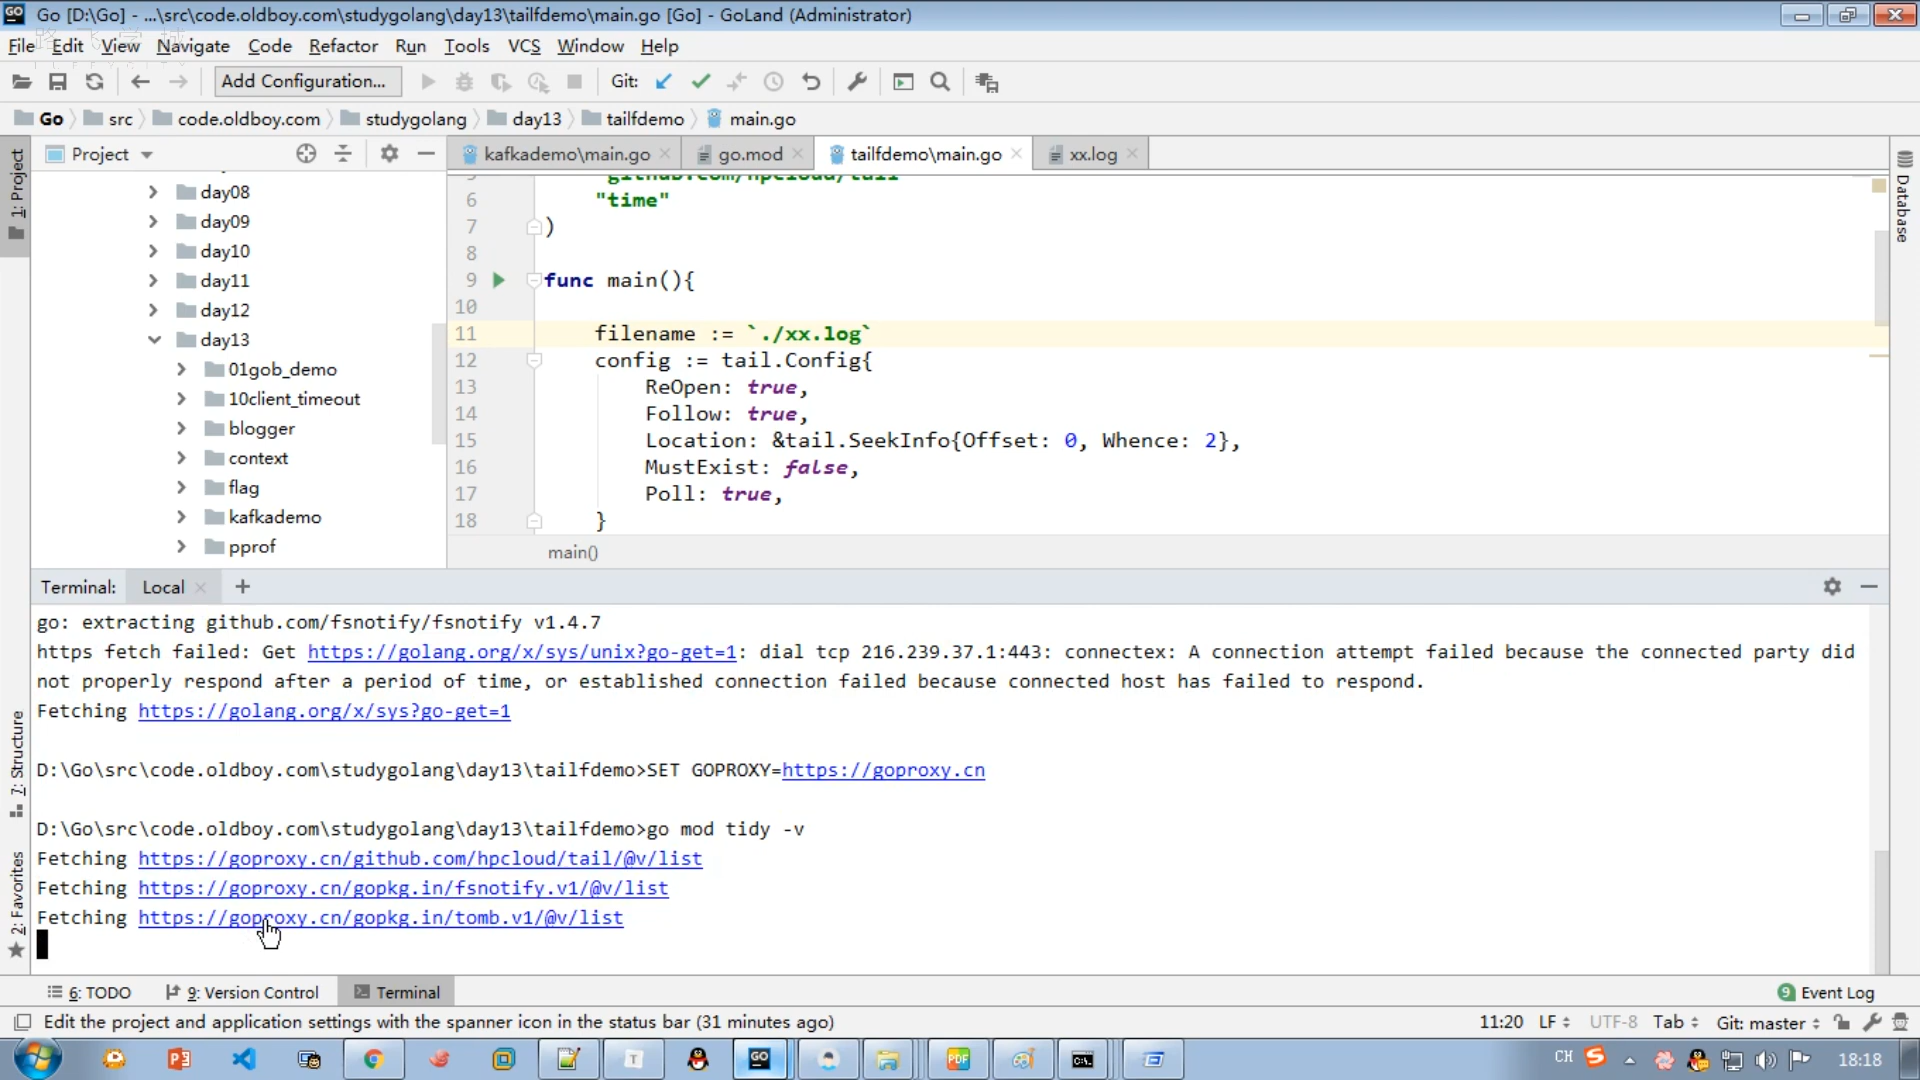 Go [D:\Go] - ...\src\code.oldboy.com\studygolang\day13\tailfdemo\main.go [Go] - GoLand (Administrator)
File Edit View Navigate Code Refactor Run Tools VCS Window Help
Add Configuration... Git:
Go src code.oldboy.com studygolang day13 tailfdemo main.go
1: Project
Project
kafkademo\main.go go.mod tailfdemo\main.go xx.log
Database
day08
day09
day10
day11
day12
day13
01gob_demo
10client_timeout
blogger
context
flag
kafkademo
pprof
"github.com/hpcloud/tail"
6 "time"
7 )
8
9 func main(){
10
11 filename := `./xx.log`
12 config := tail.Config{
13 ReOpen: true,
14 Follow: true,
15 Location: &tail.SeekInfo{Offset: 0, Whence: 2},
16 MustExist: false,
17 Poll: true,
18 }
main()
Terminal: Local +
go: extracting github.com/fsnotify/fsnotify v1.4.7
https fetch failed: Get https://golang.org/x/sys/unix?go-get=1: dial tcp 216.239.37.1:443: connectex: A connection attempt failed because the connected party did
not properly respond after a period of time, or established connection failed because connected host has failed to respond.
Fetching https://golang.org/x/sys?go-get=1
D:\Go\src\code.oldboy.com\studygolang\day13\tailfdemo>SET GOPROXY=https://goproxy.cn
D:\Go\src\code.oldboy.com\studygolang\day13\tailfdemo>go mod tidy -v
Fetching https://goproxy.cn/github.com/hpcloud/tail/@v/list
Fetching https://goproxy.cn/gopkg.in/fsnotify.v1/@v/list
Fetching https://goproxy.cn/gopkg.in/tomb.v1/@v/list
7: Structure
2: Favorites
6: TODO 9: Version Control Terminal 9 Event Log
Edit the project and application settings with the spanner icon in the status bar (31 minutes ago) 11:20 LF UTF-8 Tab Git: master
CH 18:18